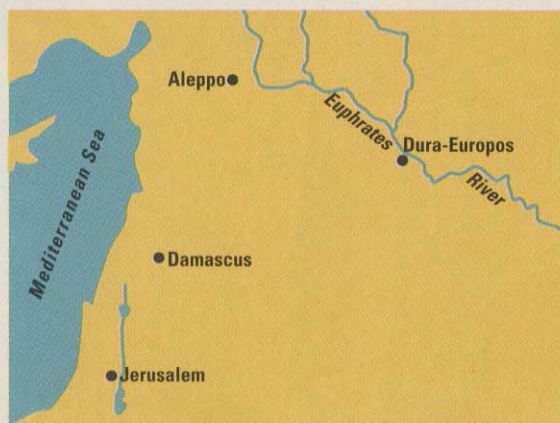 Aleppo
Euphrates
Dura-Europos
River
Mediterranean Sea
Damascus
Jerusalem